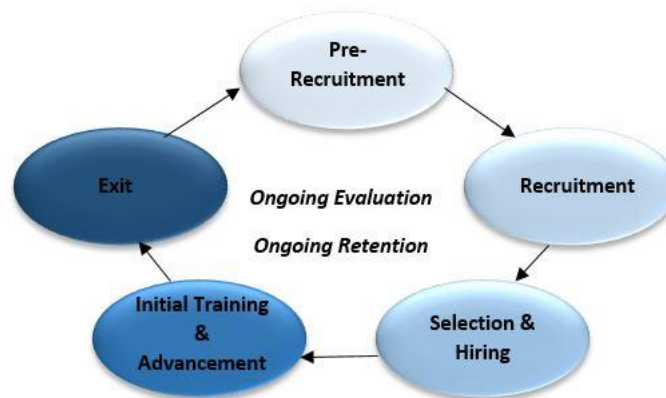 Pre-
Recruitment
Exit
Recruitment
Ongoing Evaluation
Ongoing Retention
Initial Training
&
Advancement
Selection &
Hiring